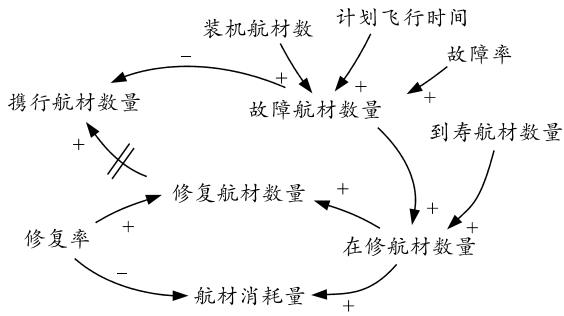 装机航材数
计划飞行时间
故障率
−
+
+
+
携行航材数量
故障航材数量
到寿航材数量
+
修复航材数量
+
+
+
+
修复率
在修航材数量
−
航材消耗量
+